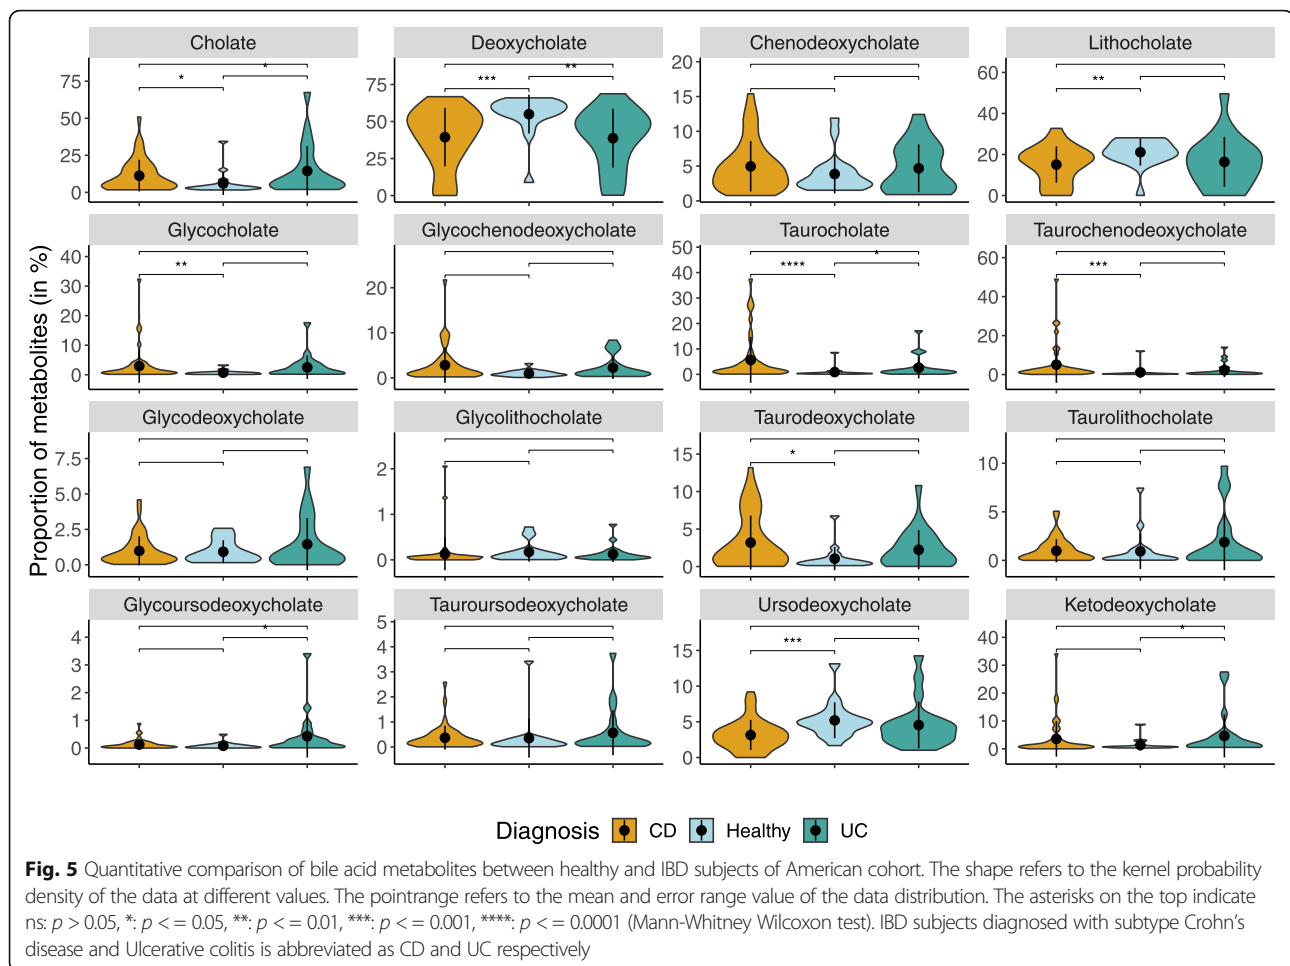 Cholate Deoxycholate Chenodeoxycholate Lithocholate
75 50 25 0 * *
75 50 25 0 *** **
20 15 10 5 0
60 40 20 0 **
Glycocholate Glycochenodeoxycholate Taurocholate Taurochenodeoxycholate
40 30 20 10 0 **
20 10 0
50 40 30 20 10 0 **** *
60 40 20 0 ***
Proportion of metabolites (in %)
Glycodeoxycholate Glycolithocholate Taurodeoxycholate Taurolithocholate
7.5 5.0 2.5 0.0
2 1 0
15 10 5 0 *
10 5 0
Glycoursodeoxycholate Tauroursodeoxycholate Ursodeoxycholate Ketodeoxycholate
4 3 2 1 0 *
5 4 3 2 1 0
15 10 5 0 ***
40 30 20 10 0 *
Diagnosis CD Healthy UC
Fig. 5 Quantitative comparison of bile acid metabolites between healthy and IBD subjects of American cohort. The shape refers to the kernel probability
density of the data at different values. The pointrange refers to the mean and error range value of the data distribution. The asterisks on the top indicate
ns: p > 0.05, *: p < = 0.05, **: p < = 0.01, ***: p < = 0.001, ****: p < = 0.0001 (Mann-Whitney Wilcoxon test). IBD subjects diagnosed with subtype Crohn’s
disease and Ulcerative colitis is abbreviated as CD and UC respectively